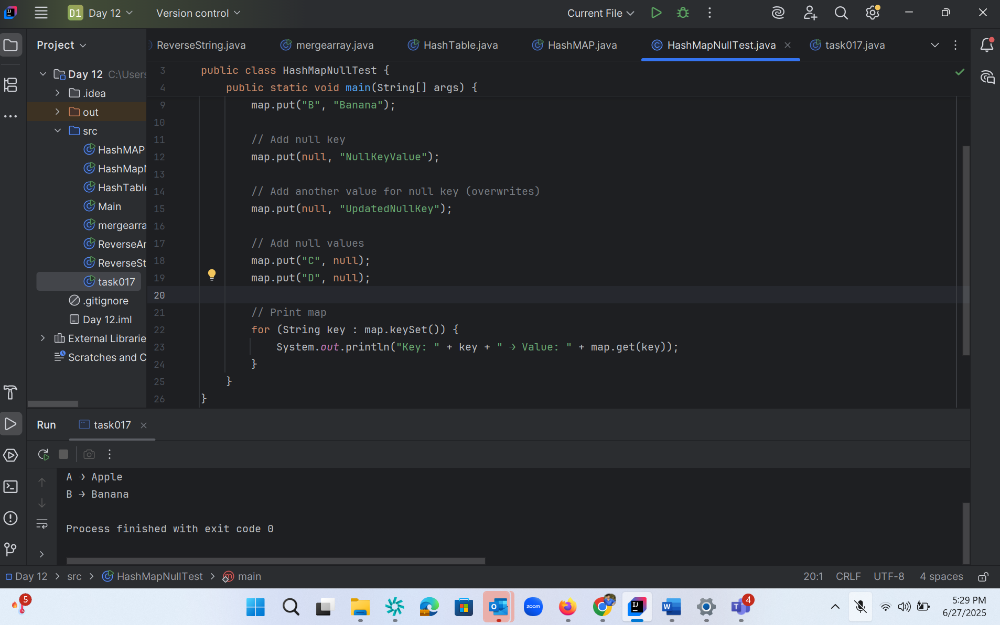 D1 Day 12 Version control Current File
Project
ReverseString.java mergearray.java HashTable.java HashMAP.java HashMapNullTest.java task017.java
Day 12 C:\Users
.idea
out
src
HashMAP
HashMapN
HashTable
Main
mergearra
ReverseAr
ReverseSt
task017
.gitignore
Day 12.iml
External Librarie
Scratches and C
3 public class HashMapNullTest {
4 public static void main(String[] args) {
9 map.put("B", "Banana");
10
11 // Add null key
12 map.put(null, "NullKeyValue");
13
14 // Add another value for null key (overwrites)
15 map.put(null, "UpdatedNullKey");
16
17 // Add null values
18 map.put("C", null);
19 map.put("D", null);
20
21 // Print map
22 for (String key : map.keySet()) {
23 System.out.println("Key: " + key + " → Value: " + map.get(key));
24 }
25 }
26 }
Run task017
A → Apple
B → Banana
Process finished with exit code 0
Day 12 > src > HashMapNullTest > main 20:1 CRLF UTF-8 4 spaces
5 zoom 4 5:29 PM
6/27/2025